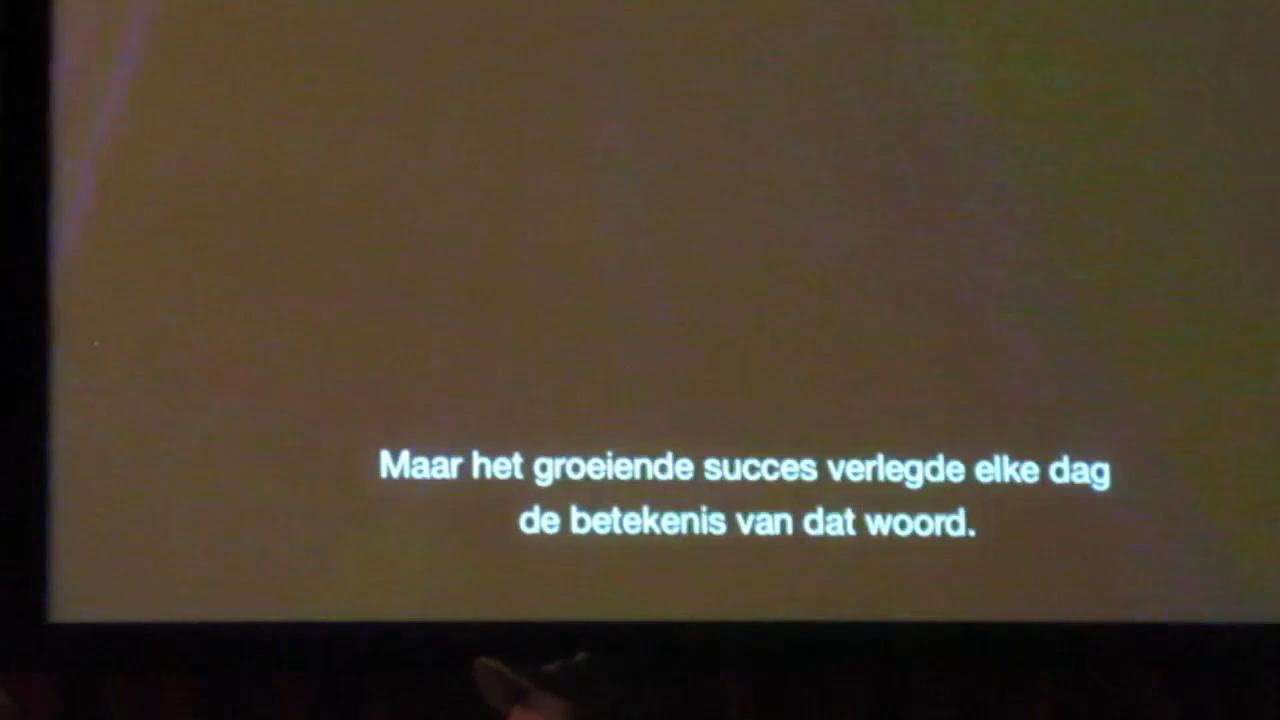 Maar het groeiende succes verlegde elke dag
de betekenis van dat woord.